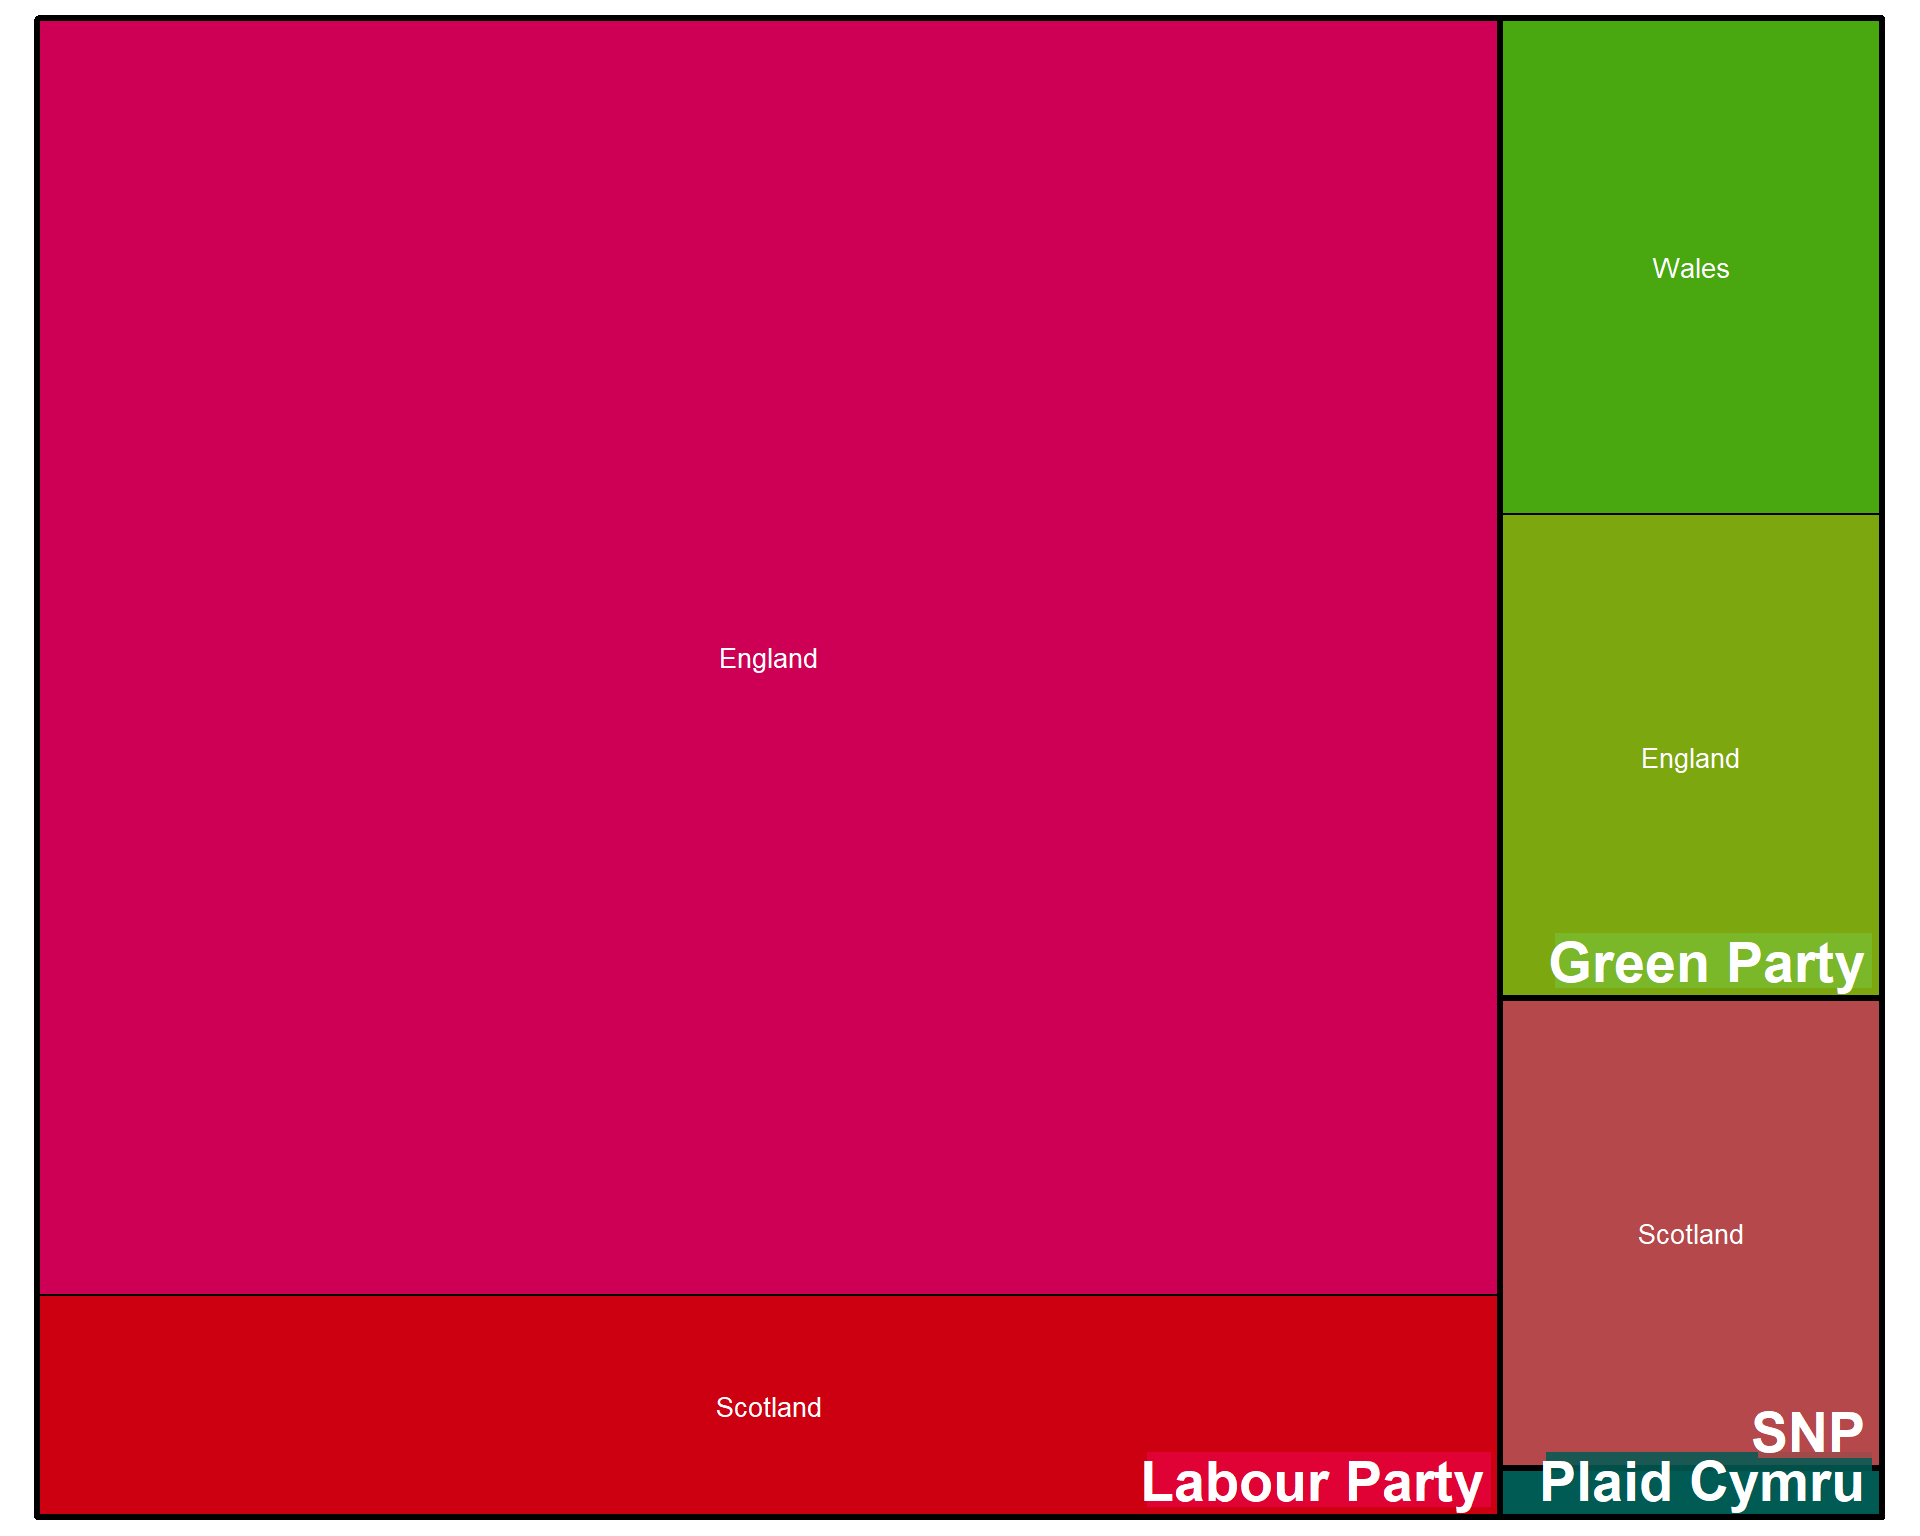 England
Scotland
Labour Party
Wales
England
Green Party
Scotland
SNP
Plaid Cymru